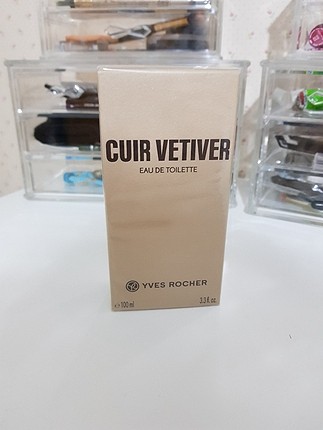 CUIR VETIVER
EAU DE TOILETTE
YVES ROCHER
e 100 ml 3.3 fl. oz.